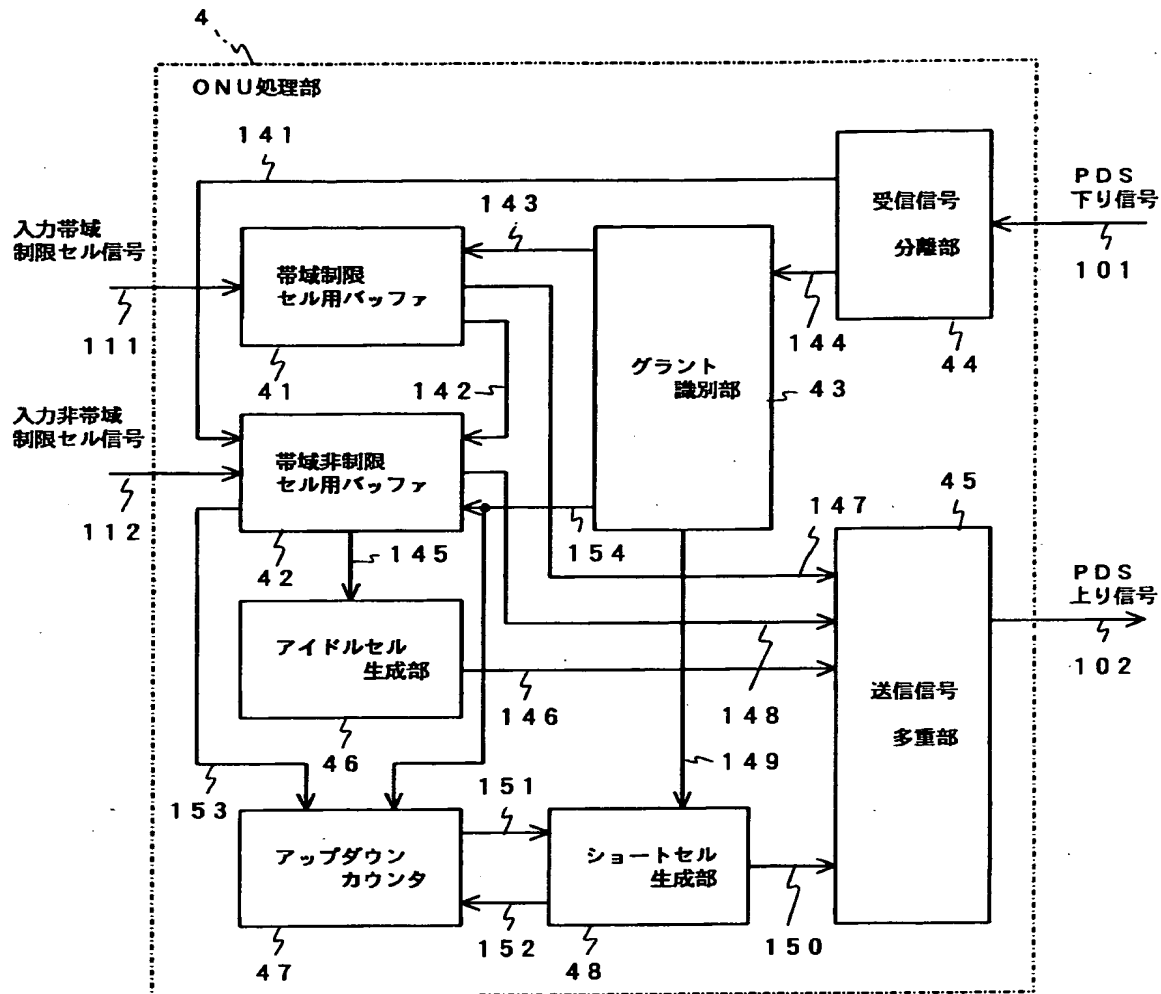 4
ONU処理部
141
143
受信信号
分離部
PDS
下り信号
101
入力帯域
制限セル信号
111
帯域制限
セル用バッファ
41
142
グラント
識別部
43
144
44
入力非帯域
制限セル信号
112
帯域非制限
セル用バッファ
42
145
154
147
45
PDS
上り信号
102
アイドルセル
生成部
46
146
148
149
送信信号
多重部
153
151
アップダウン
カウンタ
47
152
ショートセル
生成部
48
150